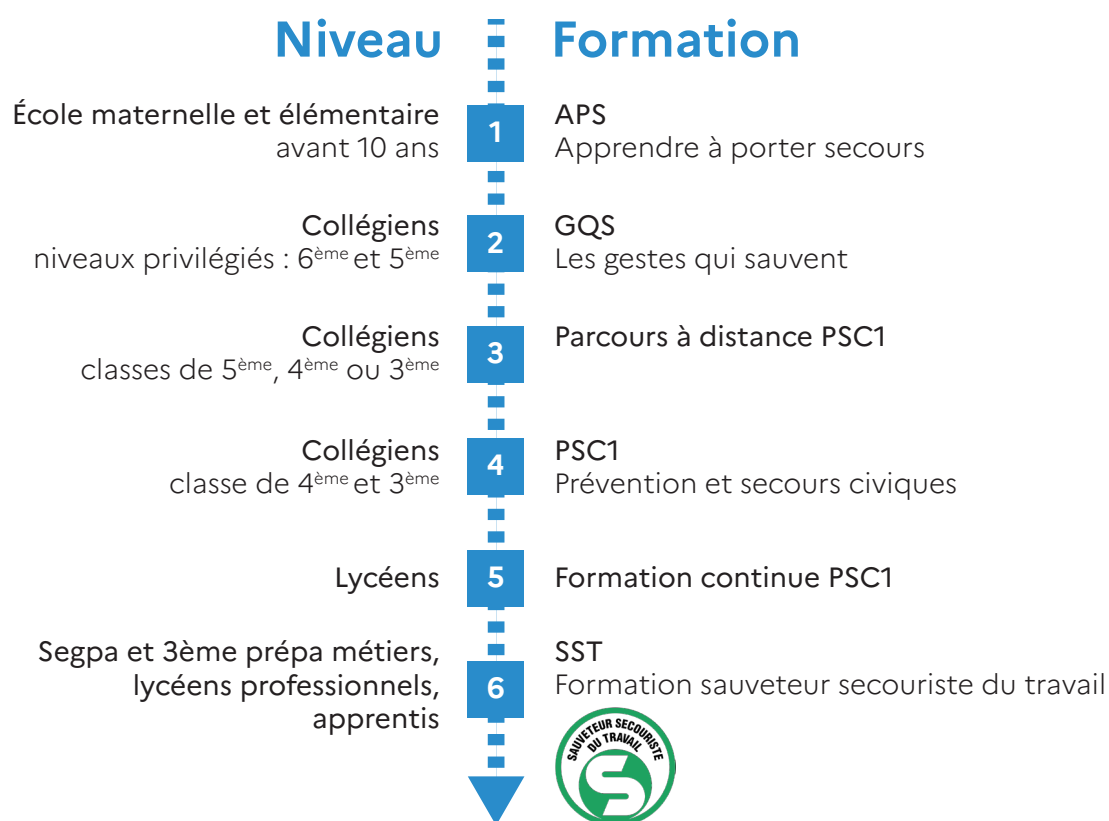 Niveau Formation
École maternelle et élémentaire
avant 10 ans
1
APS
Apprendre à porter secours
Collégiens
niveaux privilégiés : 6ème et 5ème
2
GQS
Les gestes qui sauvent
Collégiens
classes de 5ème, 4ème ou 3ème
3
Parcours à distance PSC1
Collégiens
classe de 4ème et 3ème
4
PSC1
Prévention et secours civiques
Lycéens
5
Formation continue PSC1
Segpa et 3ème prépa métiers,
lycéens professionnels,
apprentis
6
SST
Formation sauveteur secouriste du travail
SAUVETEUR SECOURISTE
DU TRAVAIL